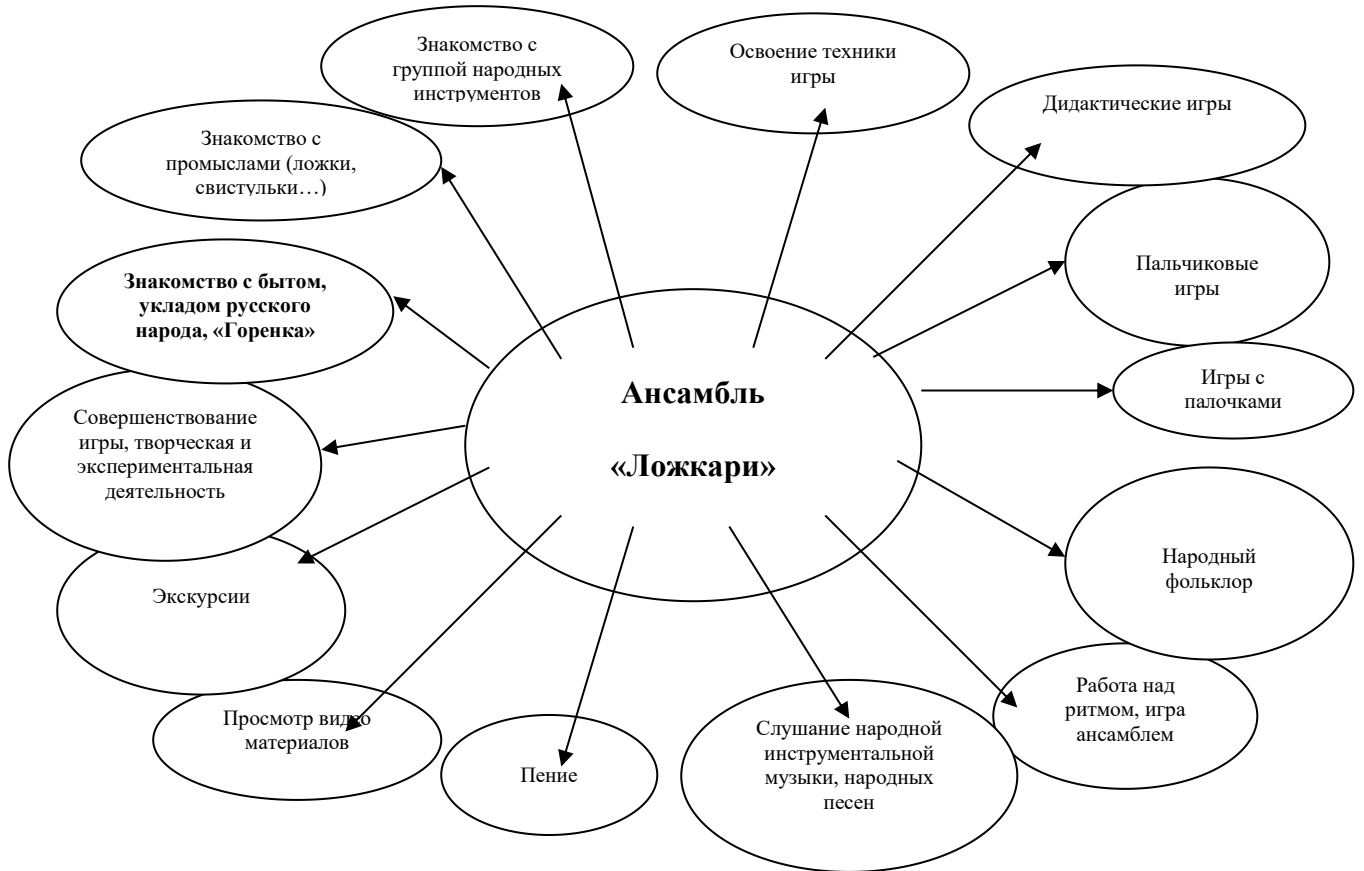 Знакомство с
группой народных
инструментов
Освоение техники
игры
Дидактические игры
Знакомство с
промыслами (ложки,
свистульки…)
Пальчиковые
игры
Знакомство с бытом,
укладом русского
народа, «Горенка»
Игры с
палочками
Ансамбль
«Ложкари»
Совершенствование
игры, творческая и
экспериментальная
деятельность
Народный
фольклор
Экскурсии
Работа над
ритмом, игра
ансамблем
Просмотр видео
материалов
Пение
Слушание народной
инструментальной
музыки, народных
песен